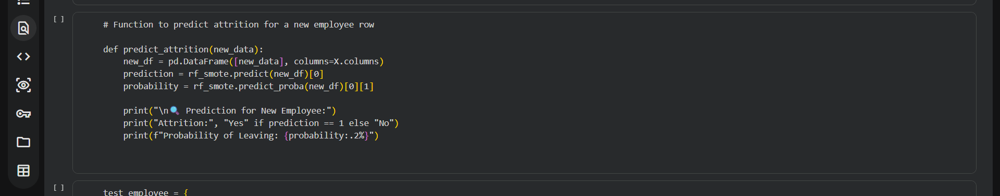 [ ]
# Function to predict attrition for a new employee row
def predict_attrition(new_data):
new_df = pd.DataFrame([new_data], columns=X.columns)
prediction = rf_smote.predict(new_df)[0]
probability = rf_smote.predict_proba(new_df)[0][1]
print("\n🔍 Prediction for New Employee:")
print("Attrition:", "Yes" if prediction == 1 else "No")
print(f"Probability of Leaving: {probability:.2%}")
[ ]
test_employee = {